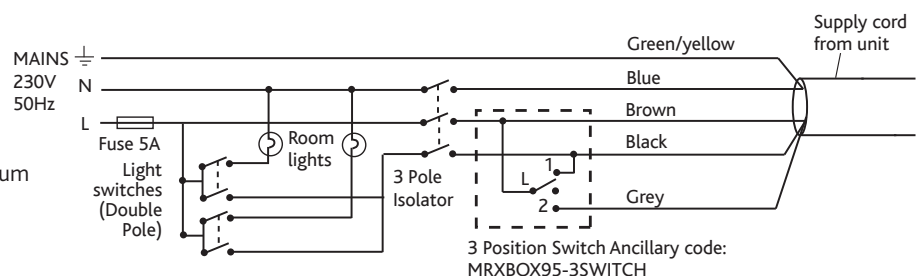 Supply cord
from unit
MAINS
230V
50Hz
N
L
Fuse 5A
Green/yellow
Blue
Brown
Black
Grey
Room
lights
Light
switches
(Double
Pole)
3 Pole
Isolator
L
1
2
3 Position Switch Ancillary code:
MRXBOX95-3SWITCH
um